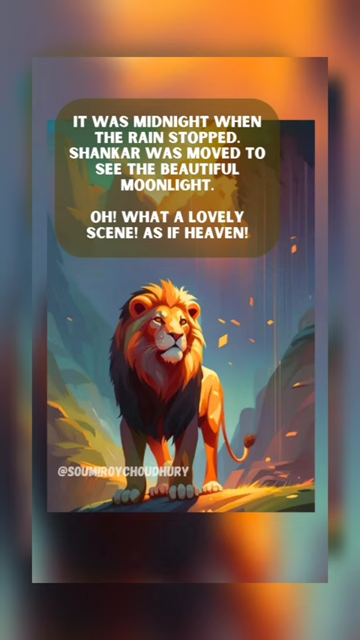 IT WAS MIDNIGHT WHEN
THE RAIN STOPPED.
SHANKAR WAS MOVED TO
SEE THE BEAUTIFUL
MOONLIGHT.
OH! WHAT A LOVELY
SCENE! AS IF HEAVEN!
@SOUMIROYCHOUDHURY